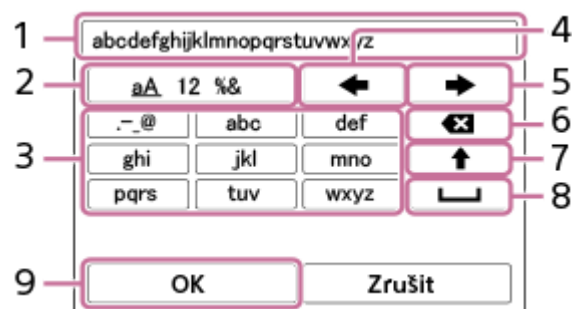 1 abcdefghijklmnopqrstuvwxyz 4
2 aA 12 %& 5
.-_@ abc def 6
3 ghi jkl mno 7
pqrs tuv wxyz 8
9 OK Zrušit